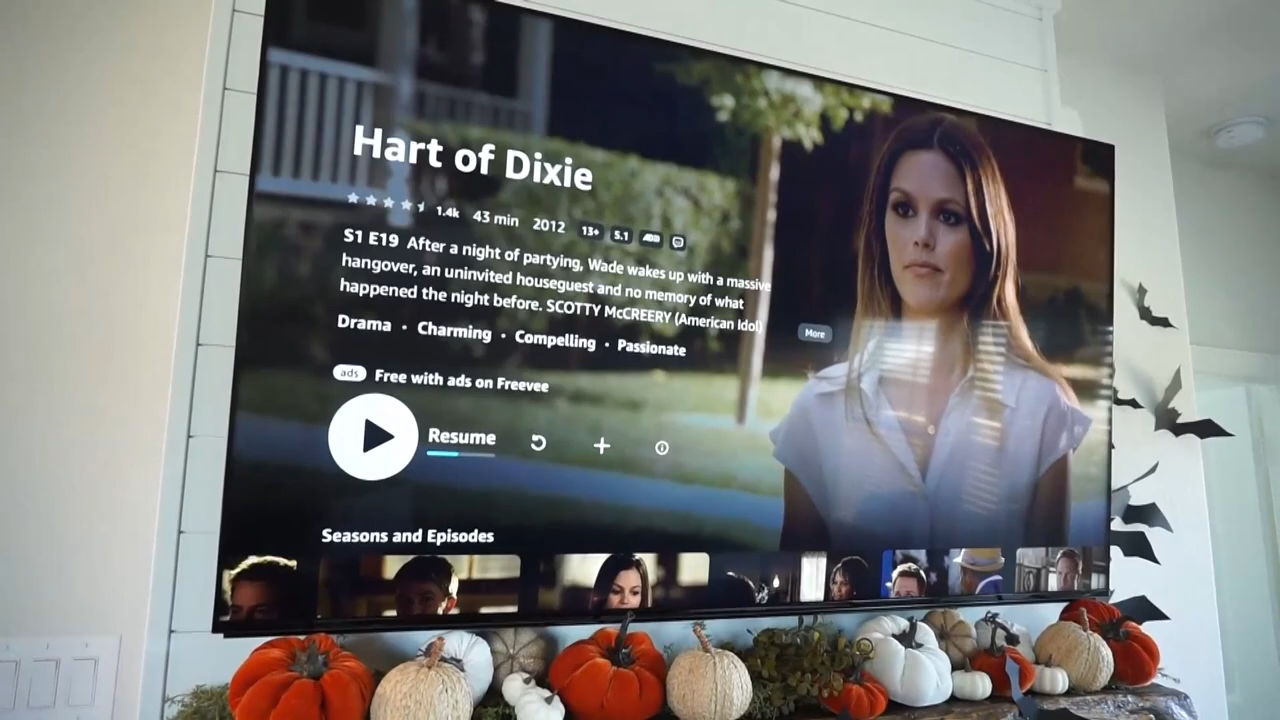 Hart of Dixie
1.4k 43 min 2012 13+ 5.1 AD))
S1 E19 After a night of partying, Wade wakes up with a massive
hangover, an uninvited houseguest and no memory of what
happened the night before. SCOTTY McCREERY (American Idol)
More
Drama • Charming • Compelling • Passionate
ads Free with ads on Freevee
Resume
Seasons and Episodes